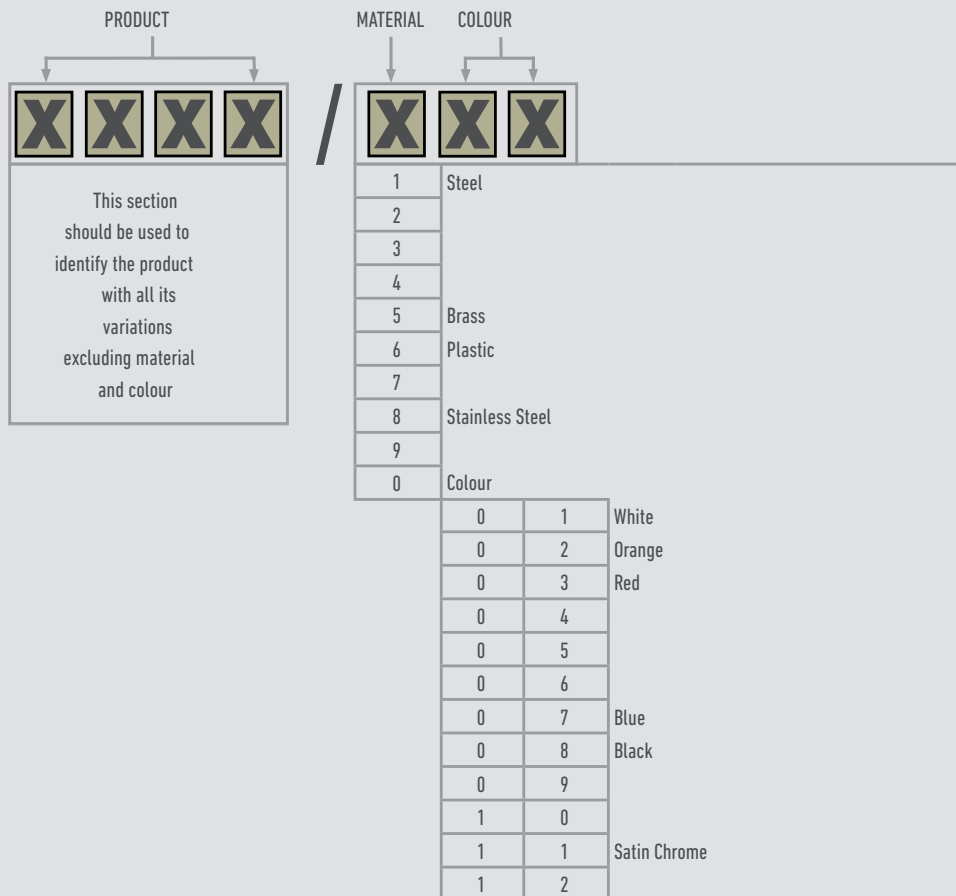 PRODUCT MATERIAL COLOUR
X X X X / X X X
This section
should be used to
identify the product
with all its
variations
excluding material
and colour
1 Steel
2
3
4
5 Brass
6 Plastic
7
8 Stainless Steel
9
0 Colour
0 1 White
0 2 Orange
0 3 Red
0 4
0 5
0 6
0 7 Blue
0 8 Black
0 9
1 0
1 1 Satin Chrome
1 2